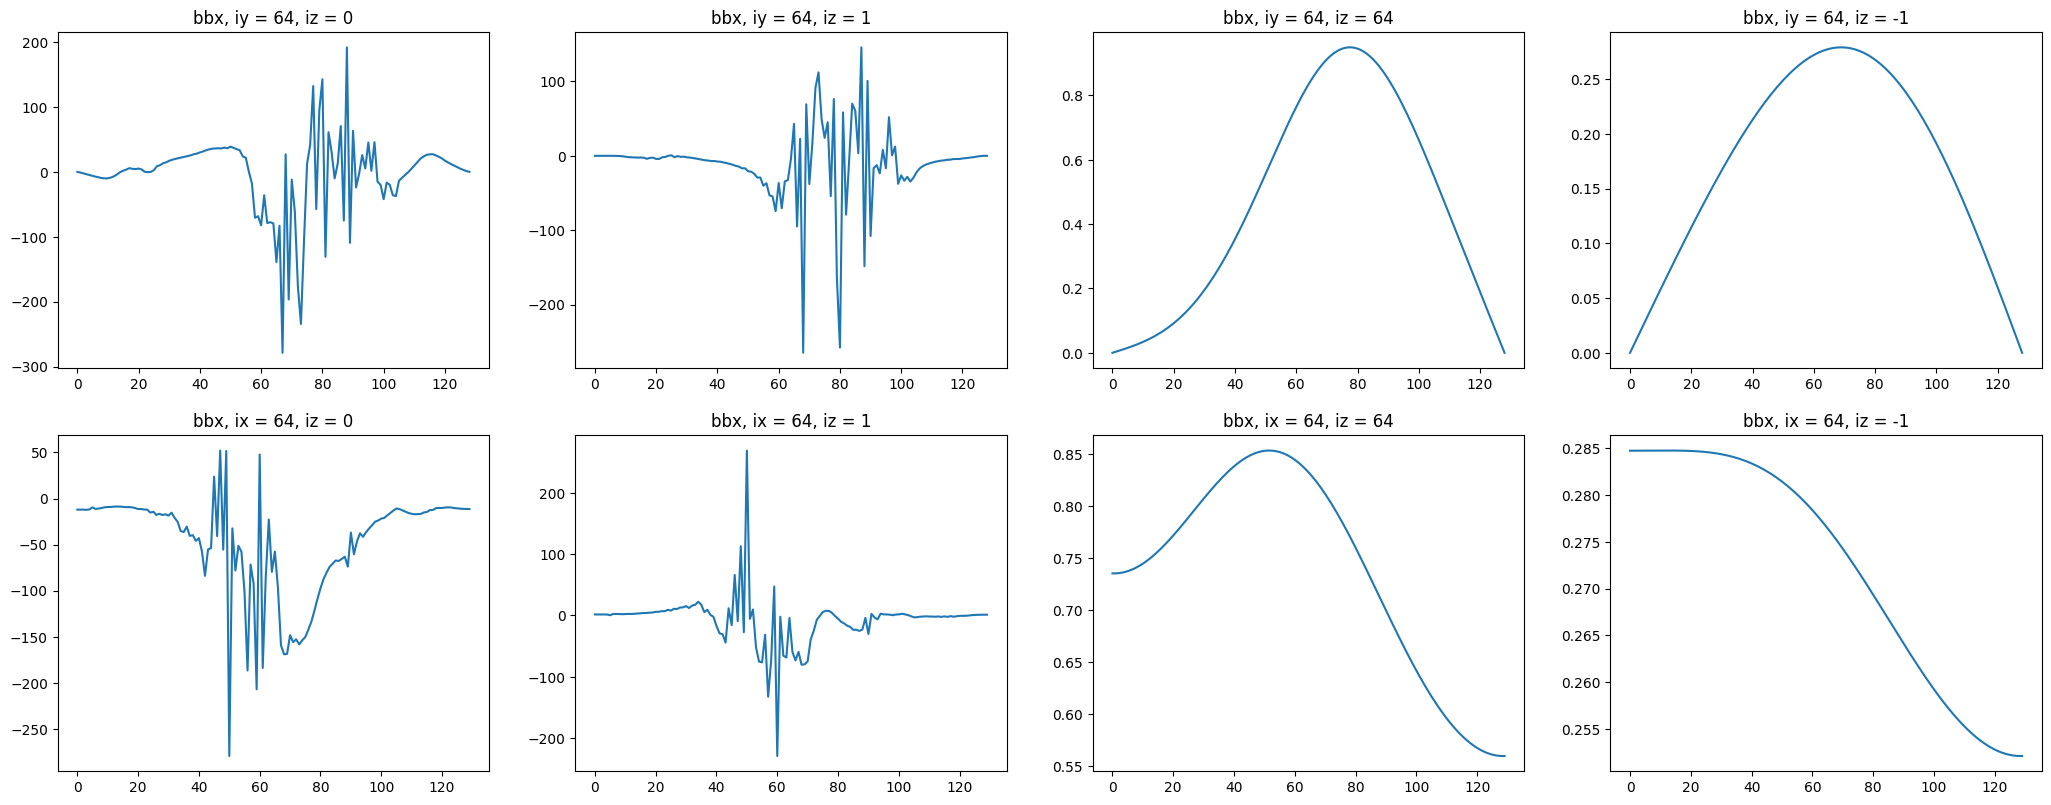 bbx, iy = 64, iz = 0
200
100
0
−100
−200
−300
0 20 40 60 80 100 120
bbx, iy = 64, iz = 1
100
0
−100
−200
0 20 40 60 80 100 120
bbx, iy = 64, iz = 64
0.8
0.6
0.4
0.2
0.0
0 20 40 60 80 100 120
bbx, iy = 64, iz = -1
0.25
0.20
0.15
0.10
0.05
0.00
0 20 40 60 80 100 120
bbx, ix = 64, iz = 0
50
0
−50
−100
−150
−200
−250
0 20 40 60 80 100 120
bbx, ix = 64, iz = 1
200
100
0
−100
−200
0 20 40 60 80 100 120
bbx, ix = 64, iz = 64
0.85
0.80
0.75
0.70
0.65
0.60
0.55
0 20 40 60 80 100 120
bbx, ix = 64, iz = -1
0.285
0.280
0.275
0.270
0.265
0.260
0.255
0 20 40 60 80 100 120